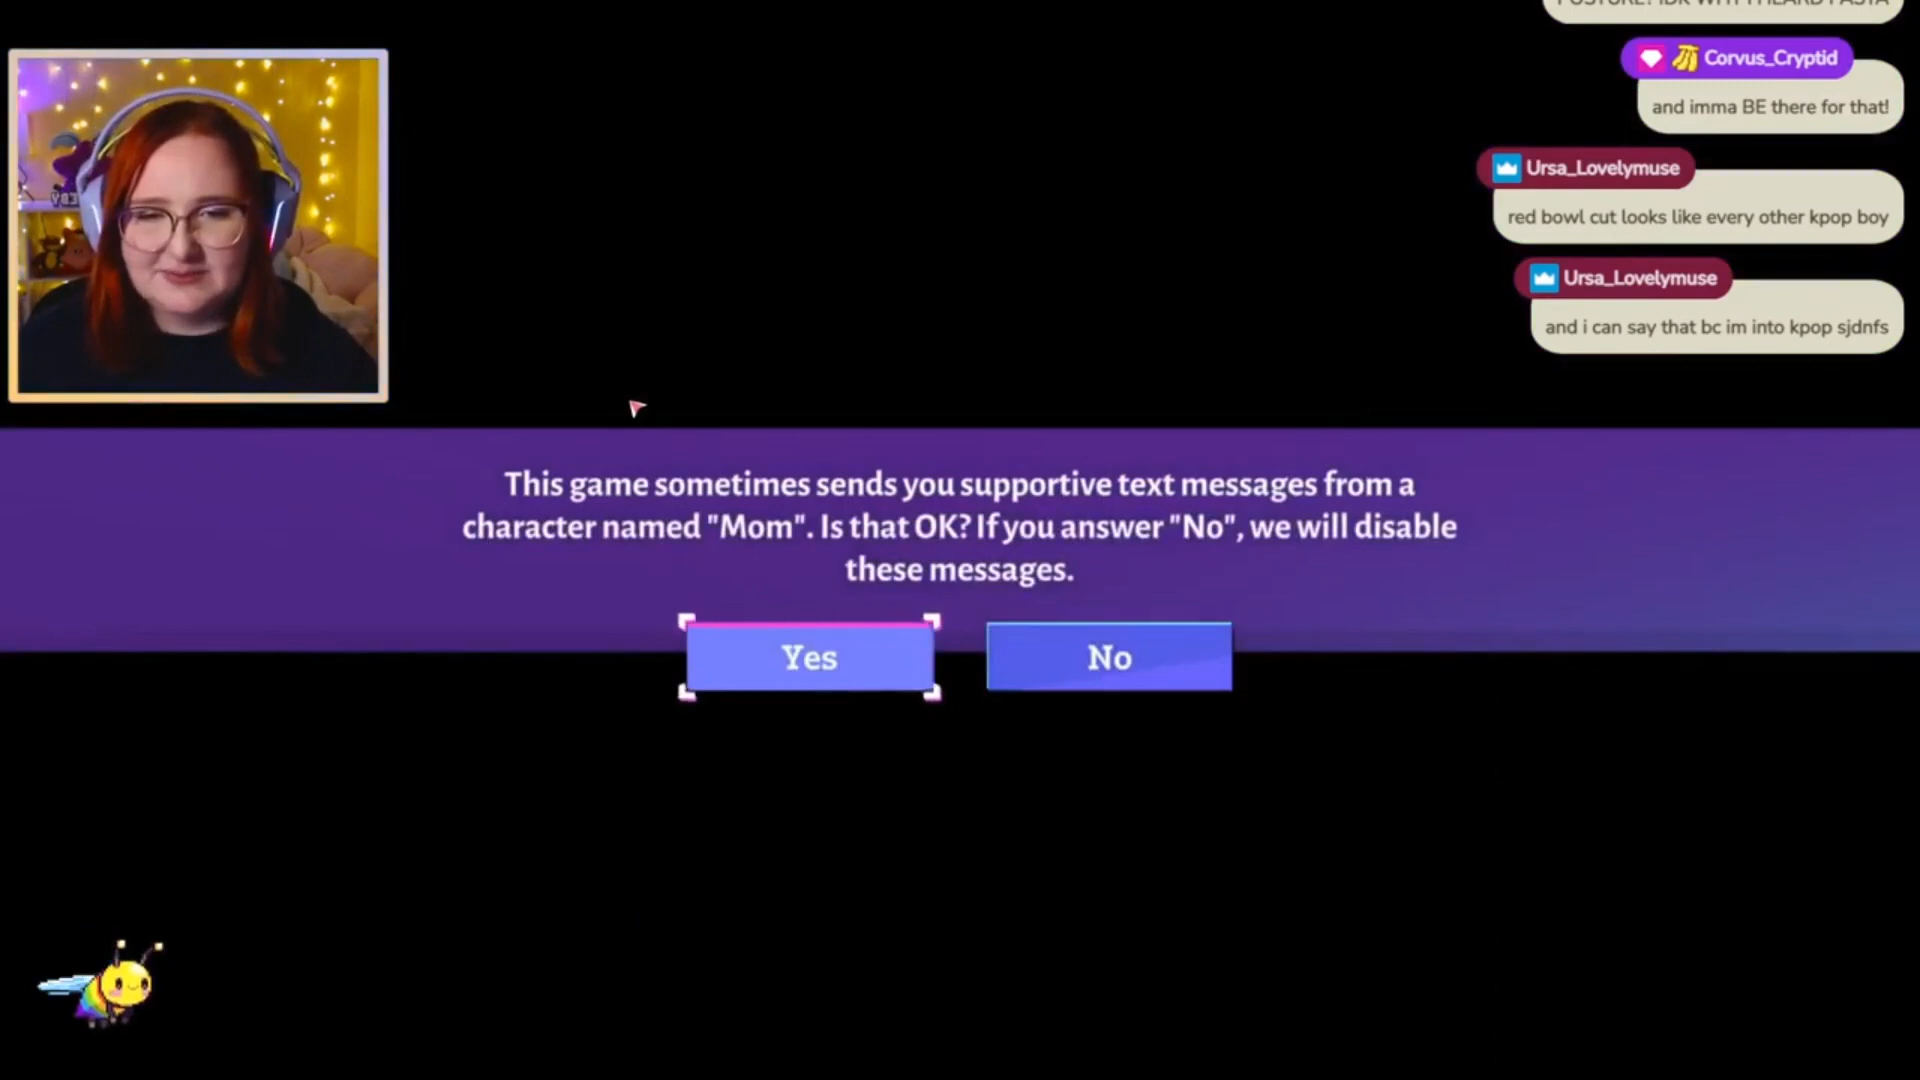 Corvus_Cryptid
and imma BE there for that!
Ursa_Lovelymuse
red bowl cut looks like every other kpop boy
Ursa_Lovelymuse
and i can say that bc im into kpop sjdnfs
This game sometimes sends you supportive text messages from a
character named "Mom". Is that OK? If you answer "No", we will disable
these messages.
Yes
No